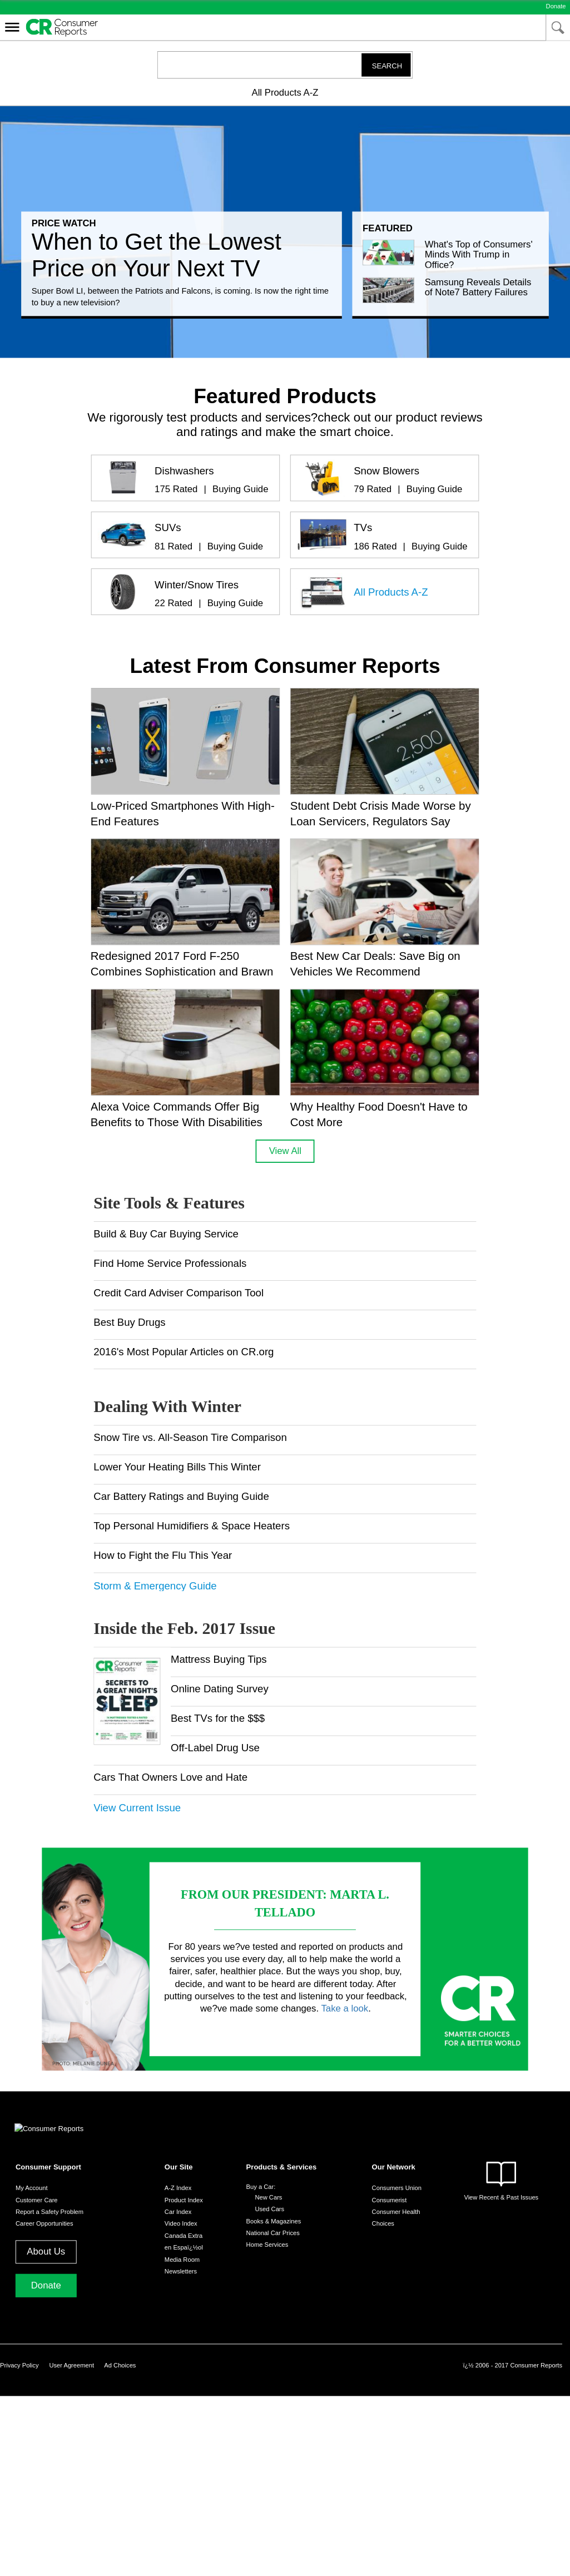 Donate
CR Consumer
Reports
SEARCH
All Products A-Z
PRICE WATCH
When to Get the Lowest
Price on Your Next TV
Super Bowl LI, between the Patriots and Falcons, is coming. Is now the right time
to buy a new television?
FEATURED
What's Top of Consumers'
Minds With Trump in
Office?
Samsung Reveals Details
of Note7 Battery Failures
Featured Products
We rigorously test products and services?check out our product reviews
and ratings and make the smart choice.
Dishwashers
175 Rated | Buying Guide
Snow Blowers
79 Rated | Buying Guide
SUVs
81 Rated | Buying Guide
TVs
186 Rated | Buying Guide
Winter/Snow Tires
22 Rated | Buying Guide
All Products A-Z
Latest From Consumer Reports
2,500
Low-Priced Smartphones With High-
End Features
Student Debt Crisis Made Worse by
Loan Servicers, Regulators Say
Redesigned 2017 Ford F-250
Combines Sophistication and Brawn
Best New Car Deals: Save Big on
Vehicles We Recommend
Alexa Voice Commands Offer Big
Benefits to Those With Disabilities
Why Healthy Food Doesn't Have to
Cost More
View All
Site Tools & Features
Build & Buy Car Buying Service
Find Home Service Professionals
Credit Card Adviser Comparison Tool
Best Buy Drugs
2016's Most Popular Articles on CR.org
Dealing With Winter
Snow Tire vs. All-Season Tire Comparison
Lower Your Heating Bills This Winter
Car Battery Ratings and Buying Guide
Top Personal Humidifiers & Space Heaters
How to Fight the Flu This Year
Storm & Emergency Guide
Inside the Feb. 2017 Issue
CR Consumer
Reports
SECRETS TO
A GREAT NIGHT'S
SLEEP
Mattress Buying Tips
Online Dating Survey
Best TVs for the $$$
Off-Label Drug Use
Cars That Owners Love and Hate
View Current Issue
FROM OUR PRESIDENT: MARTA L.
TELLADO
For 80 years we?ve tested and reported on products and
services you use every day, all to help make the world a
fairer, safer, healthier place. But the ways you shop, buy,
decide, and want to be heard are different today. After
putting ourselves to the test and listening to your feedback,
we?ve made some changes. Take a look.
CR
SMARTER CHOICES
FOR A BETTER WORLD
PHOTO: MELANIE DUNEA
Consumer Reports
Consumer Support
My Account
Customer Care
Report a Safety Problem
Career Opportunities
About Us
Donate
Our Site
A-Z Index
Product Index
Car Index
Video Index
Canada Extra
en Espaï¿½ol
Media Room
Newsletters
Products & Services
Buy a Car:
New Cars
Used Cars
Books & Magazines
National Car Prices
Home Services
Our Network
Consumers Union
Consumerist
Consumer Health
Choices
View Recent & Past Issues
Privacy Policy User Agreement Ad Choices
ï¿½ 2006 - 2017 Consumer Reports